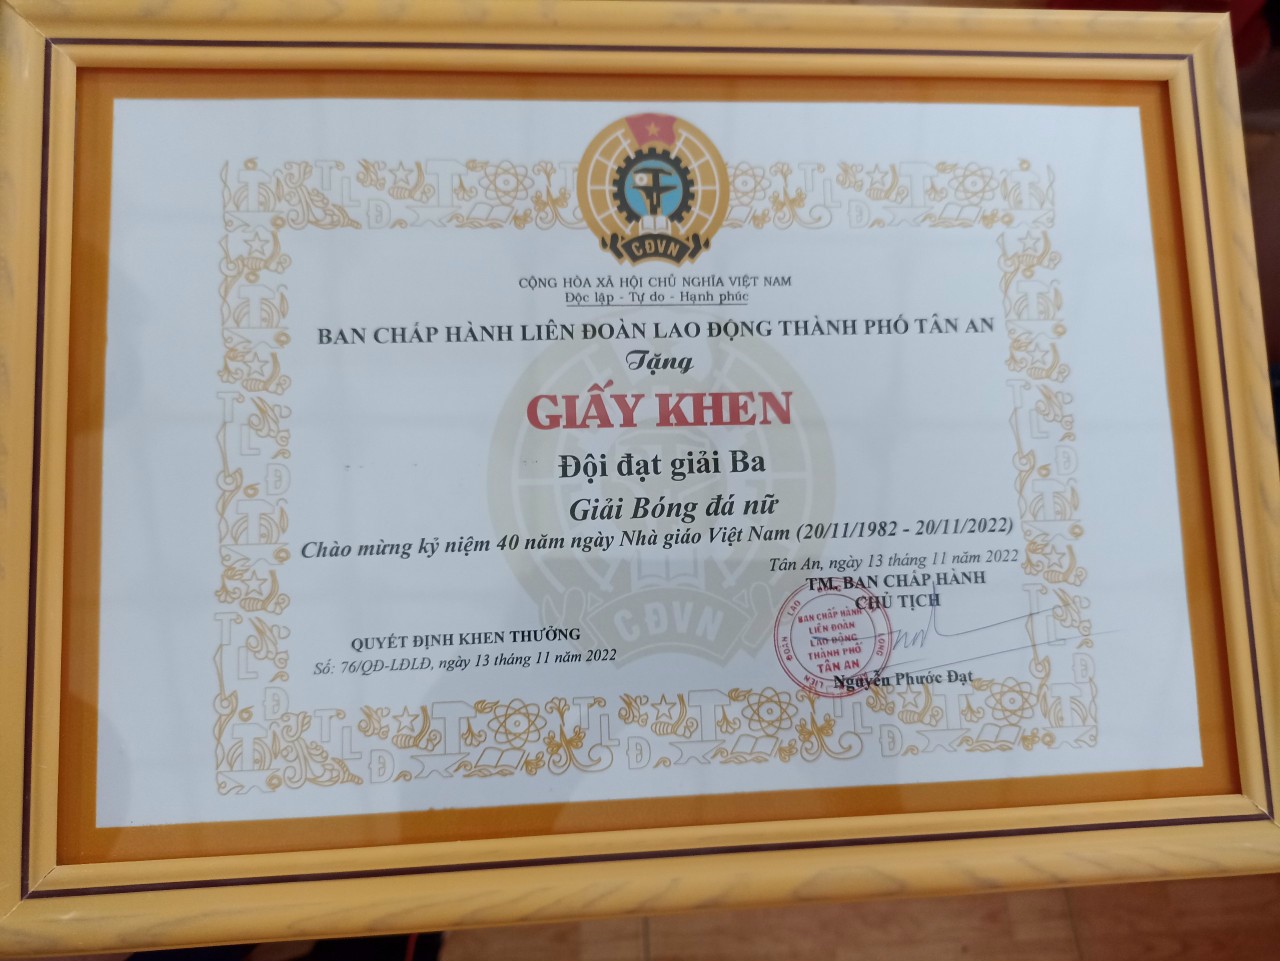 CĐVN
CỘNG HÒA XÃ HỘI CHỦ NGHĨA VIỆT NAM
Độc lập - Tự do - Hạnh phúc
BAN CHẤP HÀNH LIÊN ĐOÀN LAO ĐỘNG THÀNH PHỐ TÂN AN
Tặng
GIẤY KHEN
Đội đạt giải Ba
Giải Bóng đá nữ
Chào mừng kỷ niệm 40 năm ngày Nhà giáo Việt Nam (20/11/1982 - 20/11/2022)
Tân An, ngày 13 tháng 11 năm 2022
TM. BAN CHẤP HÀNH
CHỦ TỊCH
BAN CHẤP HÀNH
LIÊN ĐOÀN
LAO ĐỘNG
THÀNH PHỐ
TÂN AN
CĐVN
QUYẾT ĐỊNH KHEN THƯỞNG
Số: 76/QĐ-LĐLĐ, ngày 13 tháng 11 năm 2022
Nguyễn Phước Đạt